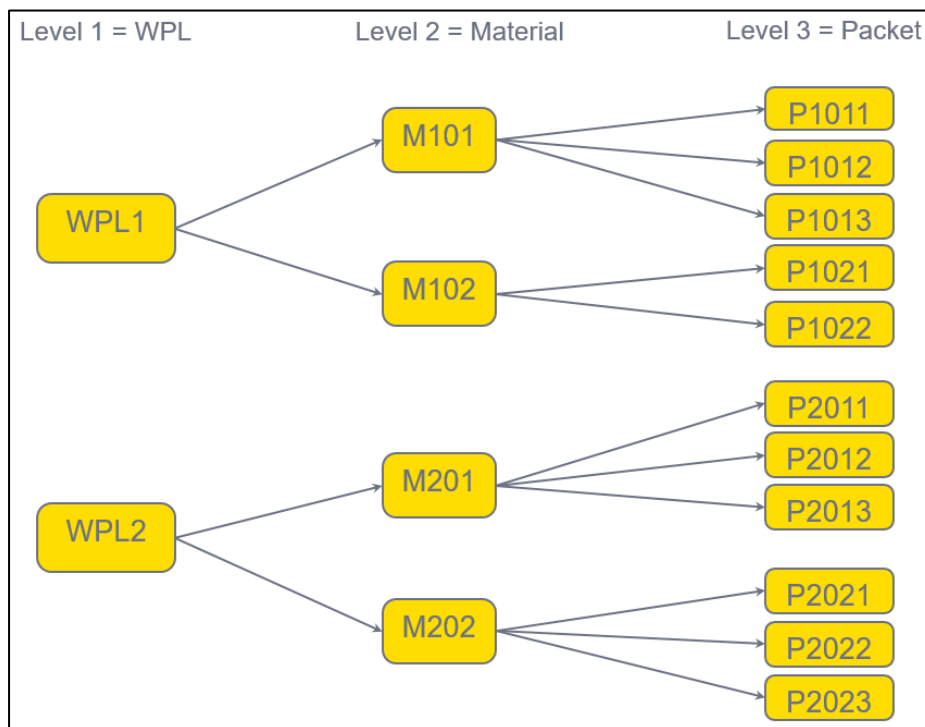 Level 1 = WPL
Level 2 = Material
Level 3 = Packet
WPL1
M101
P1011
P1012
P1013
M102
P1021
P1022
WPL2
M201
P2011
P2012
P2013
M202
P2021
P2022
P2023